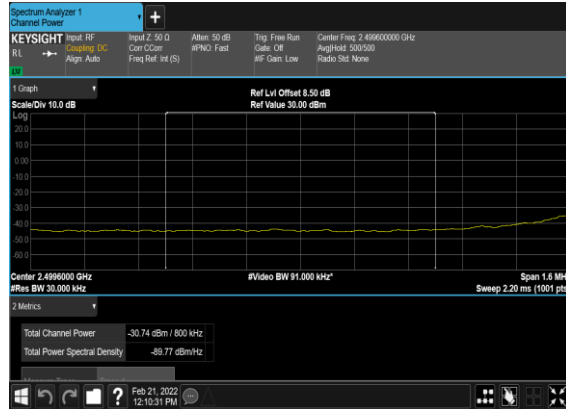 Spectrum Analyzer 1
Channel Power
+
KEYSIGHT Input: RF Input Z: 50 Ω Atten: 50 dB Trig: Free Run Center Freq: 2.499600000 GHz
RL Coupling: DC Corr CCorr #PNO: Fast Gate: Off Avg|Hold: 500/500
Align: Auto Freq Ref: Int (S) #IF Gain: Low Radio Std: None
1 Graph
Ref Lvl Offset 8.50 dB
Scale/Div 10.0 dB Ref Value 30.00 dBm
Log
20.0
10.0
0.00
-10.0
-20.0
-30.0
-40.0
-50.0
-60.0
Center 2.4996000 GHz #Video BW 91.000 kHz* Span 1.6 MH
#Res BW 30.000 kHz Sweep 2.20 ms (1001 pts
2 Metrics
Total Channel Power -30.74 dBm / 800 kHz
Total Power Spectral Density -89.77 dBm/Hz
?
Feb 21, 2022
12:10:31 PM